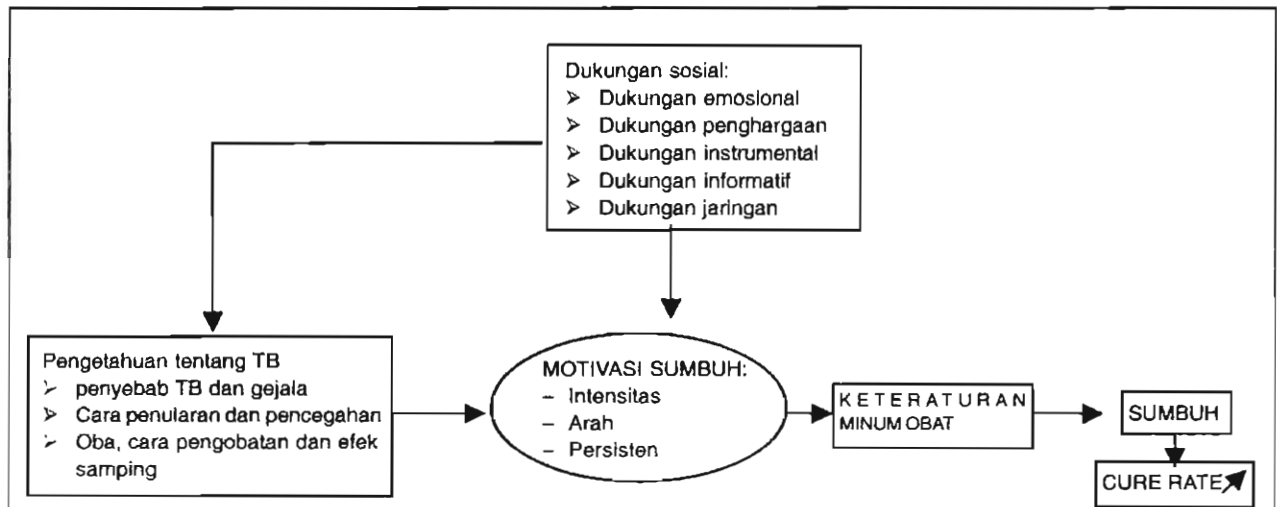 Dukungan sosial:
➢ Dukungan emosional
➢ Dukungan penghargaan
➢ Dukungan instrumental
➢ Dukungan informatif
➢ Dukungan jaringan
Pengetahuan tentang TB
➢ penyebab TB dan gejala
➢ Cara penularan dan pencegahan
➢ Oba, cara pengobatan dan efek
samping
MOTIVASI SUMBUH:
– Intensitas
– Arah
– Persisten
KETERATURAN
MINUM OBAT
SUMBUH
CURE RATE